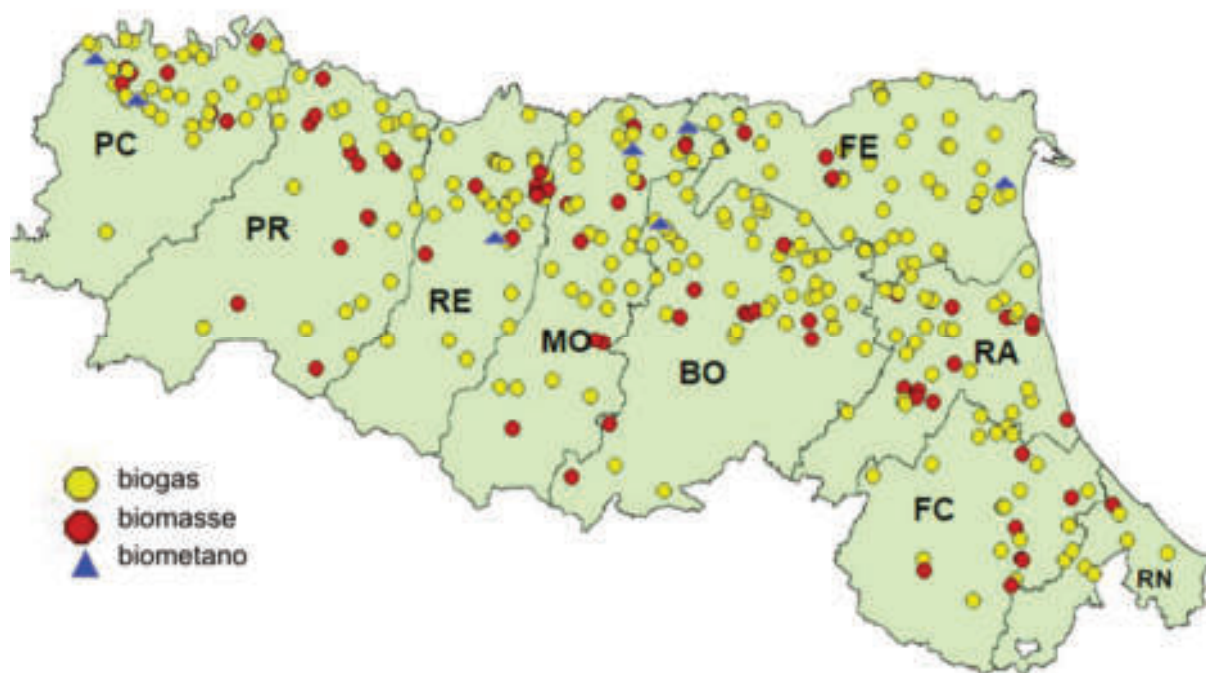 PC
FE
PR
RE
MO
BO
RA
FC
RN
biogas
biomasse
biometano